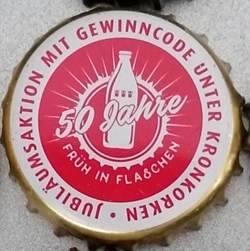 JUBILÄUMSAKTION MIT GEWINNCODE UNTER KRONKORKEN •
50 Jahre
FRÜH IN FLASCHEN